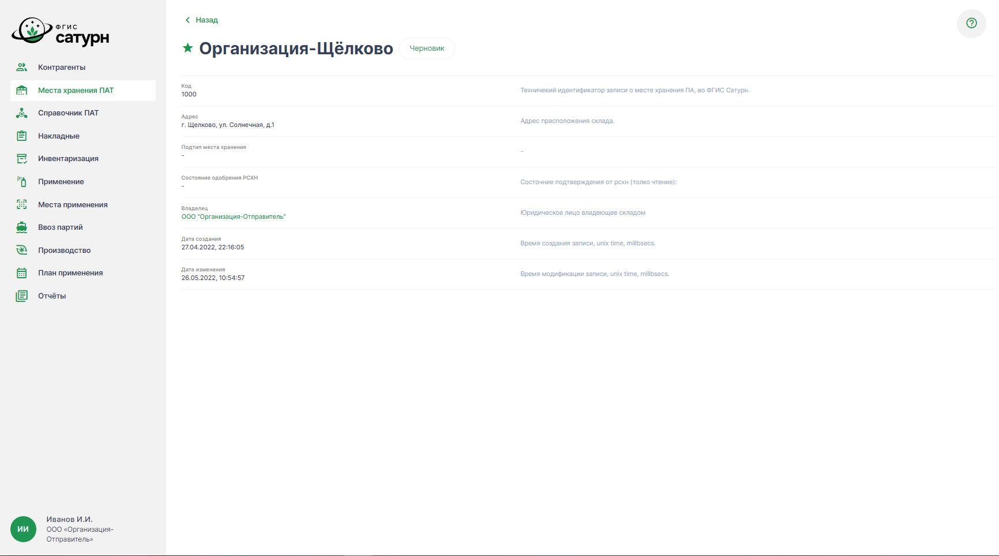 ФГИС
сатурн
Контрагенты
Места хранения ПАТ
Справочник ПАТ
Накладные
Инвентаризация
Применение
Места применения
Ввоз партий
Производство
План применения
Отчёты
ИИ
Иванов И.И.
ООО «Организация-
Отправитель»
Назад
Организация-Щёлково
Черновик
Код
1000
Техничекий идентификатор записи о месте хранения ПА, во ФГИС Сатурн.
Адрес
г. Щелково, ул. Солнечная, д.1
Адрес прасположения склада.
Подтип места хранения
-
-
Состояние одобрения РСХН
-
Состочние подтверждения от рсхн (толко чтение):
Владелец
ООО "Организация-Отправитель"
Юридическое лицо владеющее складом
Дата создания
27.04.2022, 22:16:05
Время создания записи, unix time, millbsecs.
Дата изменения
26.05.2022, 10:54:57
Время модификации записи, unix time, millbsecs.